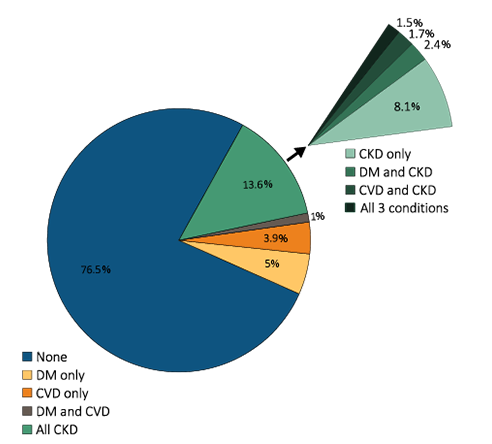 1.5%
1.7%
2.4%
8.1%
CKD only
DM and CKD
CVD and CKD
All 3 conditions
13.6%
1%
3.9%
5%
76.5%
None
DM only
CVD only
DM and CVD
All CKD